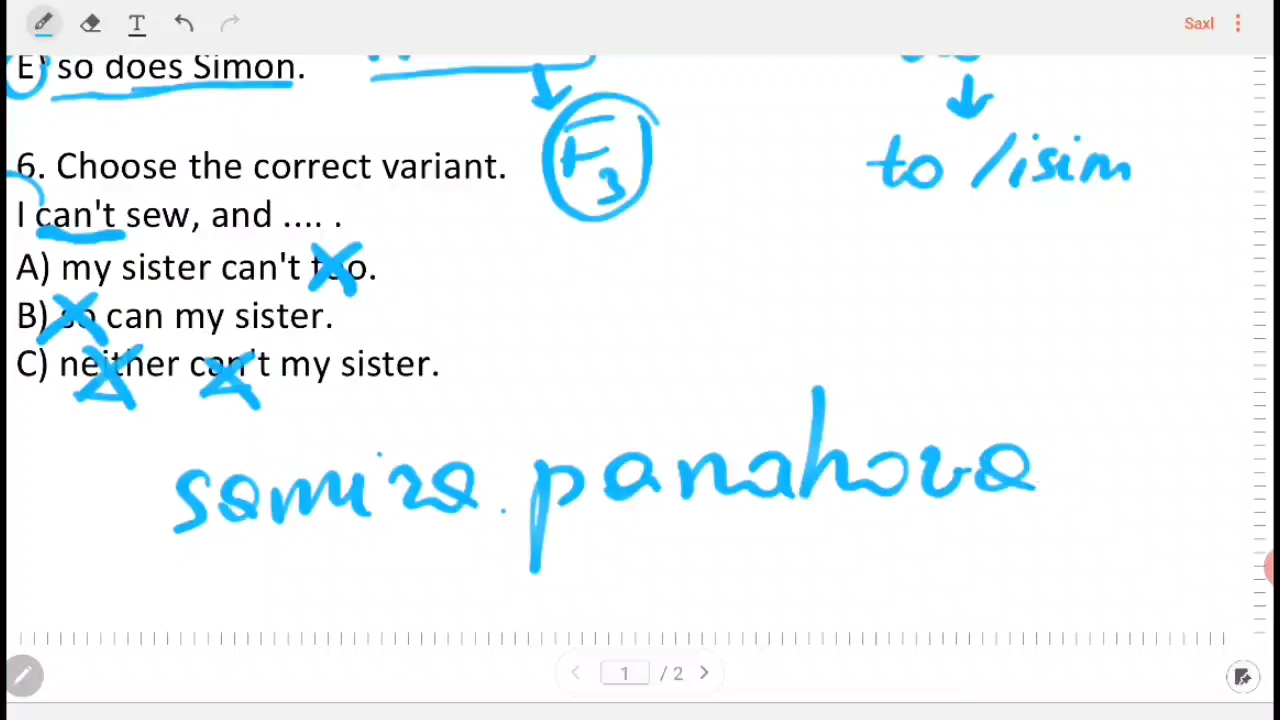 Saxl
E) so does Simon.
F3
to / isim
6. Choose the correct variant.
I can't sew, and .... .
A) my sister can't too.
B) so can my sister.
C) neither can't my sister.
samira.panahova
1 / 2